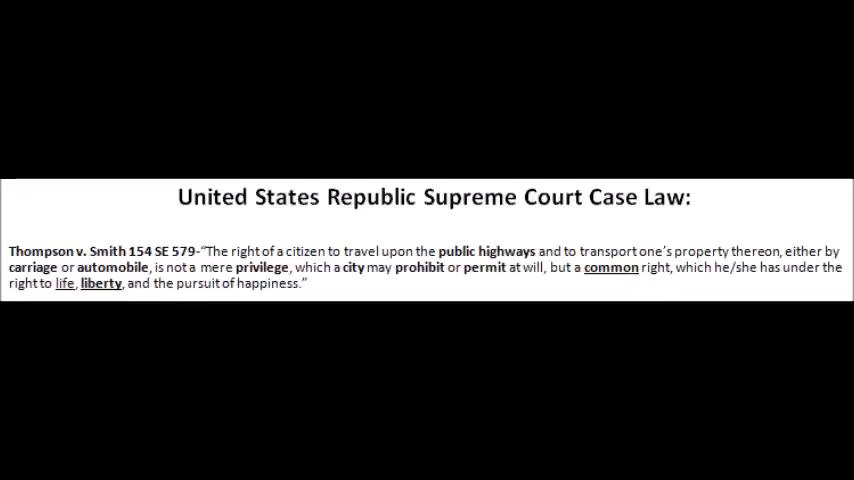 United States Republic Supreme Court Case Law:
Thompson v. Smith 154 SE 579-“The right of a citizen to travel upon the public highways and to transport one’s property thereon, either by
carriage or automobile, is not a mere privilege, which a city may prohibit or permit at will, but a common right, which he/she has under the
right to life, liberty, and the pursuit of happiness.”